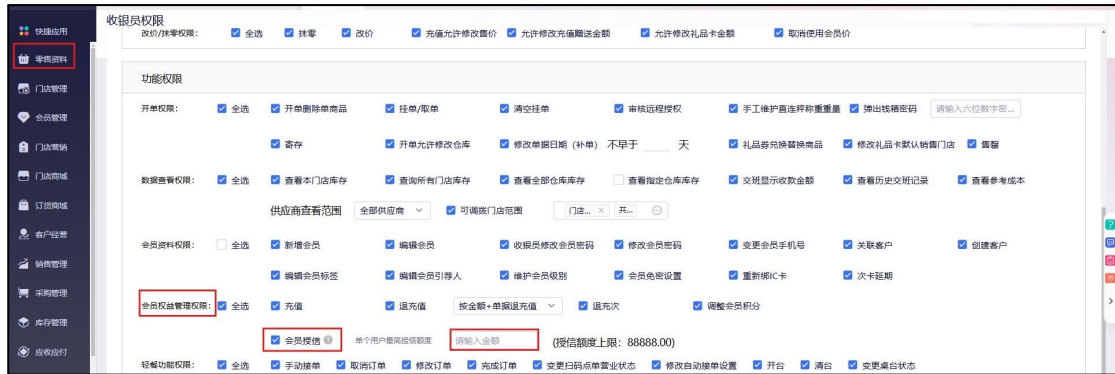 收银员权限
快捷应用
零售资料
门店管理
会员管理
门店营销
门店商城
订货商城
客户经营
销售管理
采购管理
库存管理
应收应付
改价/抹零权限: 全选 抹零 改价 充值允许修改售价 允许修改充值赠送金额 允许修改礼品卡金额 取消使用会员价
功能权限
开单权限: 全选 开单删除单商品 挂单/取单 清空挂单 审核远程授权 手工维护直连秤称重重量 弹出钱箱密码 请输入六位数字密...
寄存 开单允许修改仓库 修改单据日期 (补单) 不早于 天 礼品券兑换替换商品 修改礼品卡默认销售门店 售罄
数据查看权限: 全选 查看本门店库存 查询所有门店库存 查看全部仓库库存 查看指定仓库库存 交班显示收款金额 查看历史交班记录 查看参考成本
供应商查看范围 全部供应商 可调拨门店范围 门店... × 共...
会员资料权限: 全选 新增会员 编辑会员 收银员修改会员密码 修改会员密码 变更会员手机号 关联客户 创建客户
编辑会员标签 编辑会员引荐人 维护会员级别 会员免密设置 重新绑IC卡 次卡延期
会员权益管理权限: 全选 充值 退充值 按金额+单据退充值 退充次 调整会员积分
会员授信 单个用户最高授信额度 请输入金额 (授信额度上限: 88888.00)
轻餐功能权限: 全选 手动接单 取消订单 修改订单 完成订单 变更扫码点单营业状态 修改自动接单设置 开台 清台 变更桌台状态